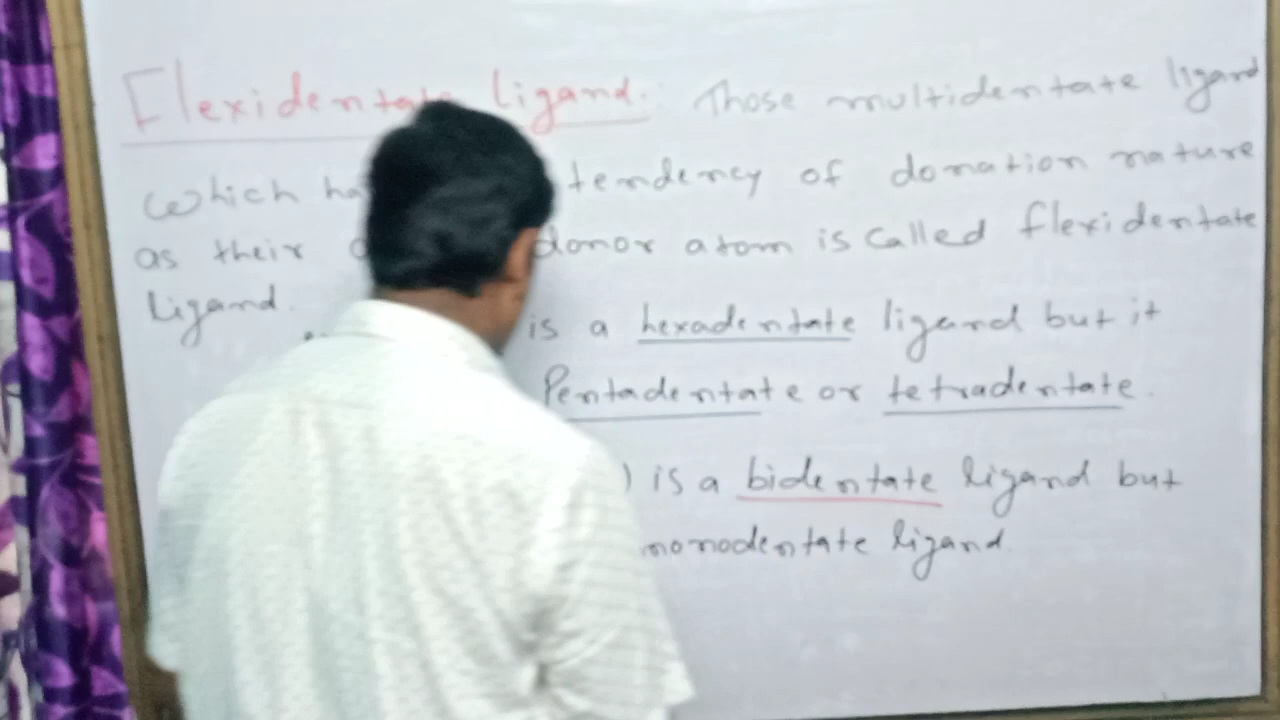 Flexidentate ligand: Those multidentate ligand
which tendency of donation nature
as their donor atom is called flexidentate
ligand.
is a hexadentate ligand but it
Pentadentate or tetradentate.
) is a bidentate ligand but
monodentate ligand.